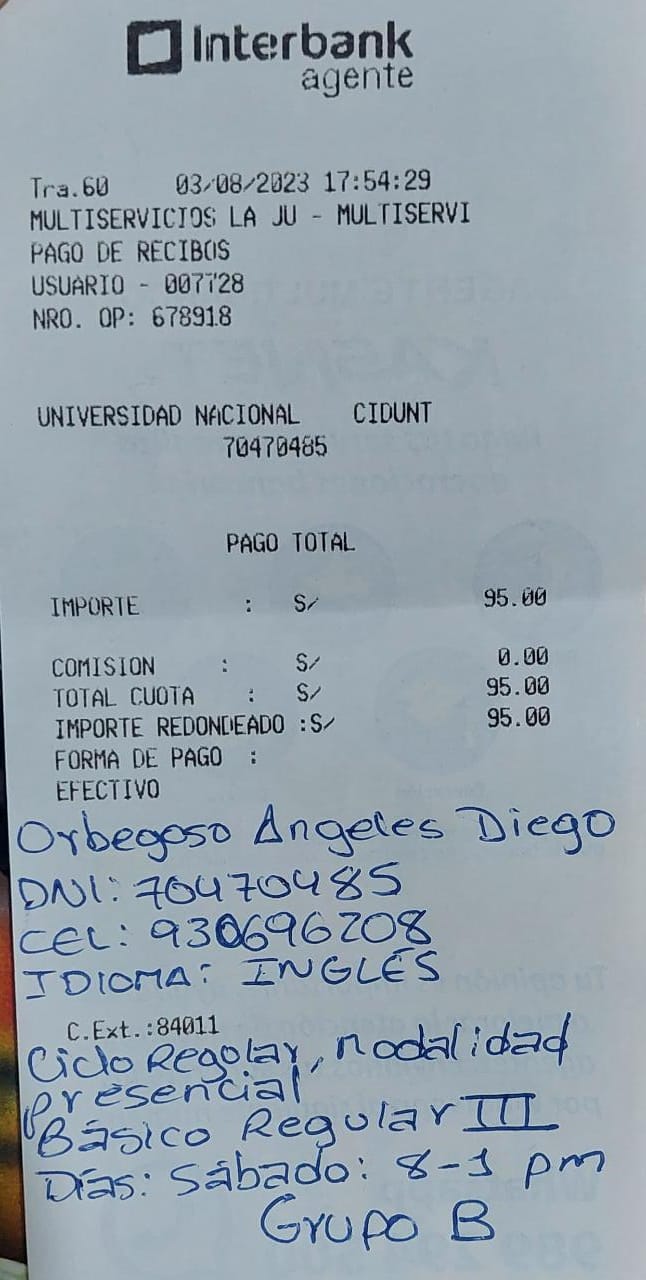 Interbank
agente
Tra.60 03/08/2023 17:54:29
MULTISERVICIOS LA JU - MULTISERVI
PAGO DE RECIBOS
USUARIO - 007728
NRO. OP: 678918
UNIVERSIDAD NACIONAL CIDUNT
70470485
PAGO TOTAL
IMPORTE : S/ 95.00
COMISION : S/ 0.00
TOTAL CUOTA : S/ 95.00
IMPORTE REDONDEADO :S/ 95.00
FORMA DE PAGO :
EFECTIVO
Orbegoso Angeles Diego
DNI: 70470485
CEL: 930696208
IDIOMA: INGLÉS
C.Ext.:84011
Ciclo Regular, modalidad
presencial
Básico Regular III
Días: Sábado: 8-1 pm
Grupo B